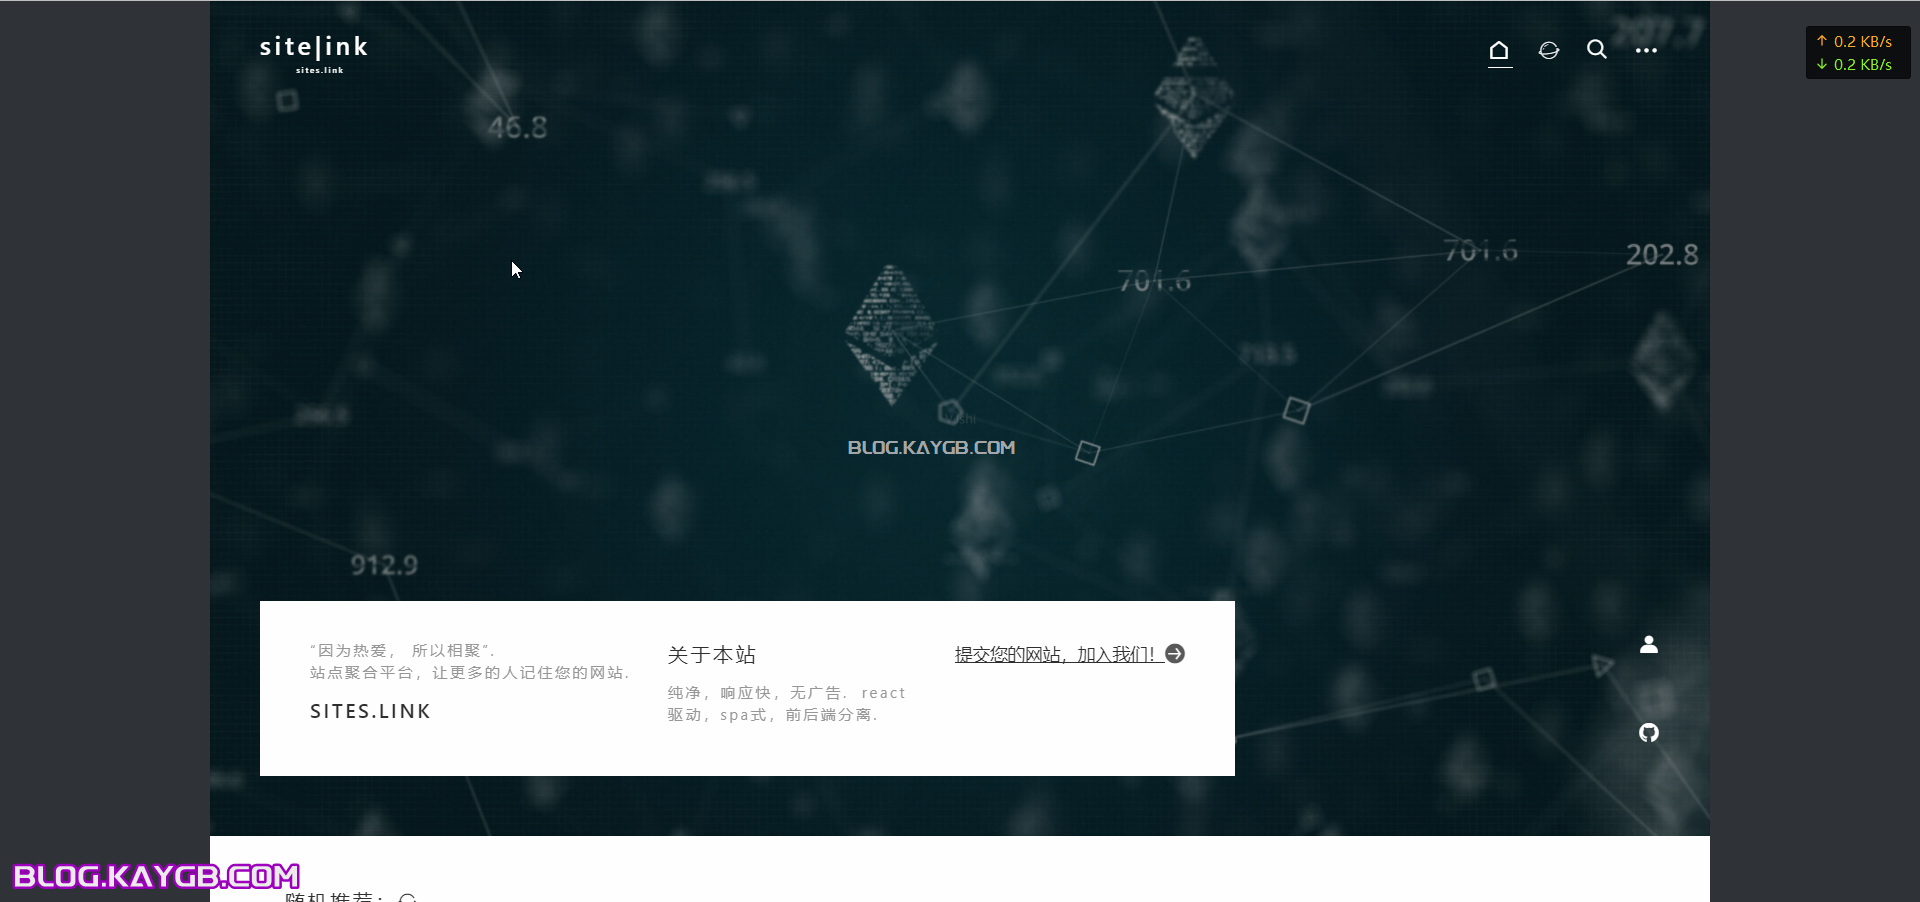 site|ink
sites.link
↑ 0.2 KB/s
↓ 0.2 KB/s
46.8
701.6
202.8
701.6
BLOG.KAYGB.COM
912.9
“因为热爱， 所以相聚”.
站点聚合平台，让更多的人记住您的网站.
SITES.LINK
关于本站
纯净，响应快，无广告. react
驱动，spa式，前后端分离.
提交您的网站，加入我们！
BLOG.KAYGB.COM
随机推荐：